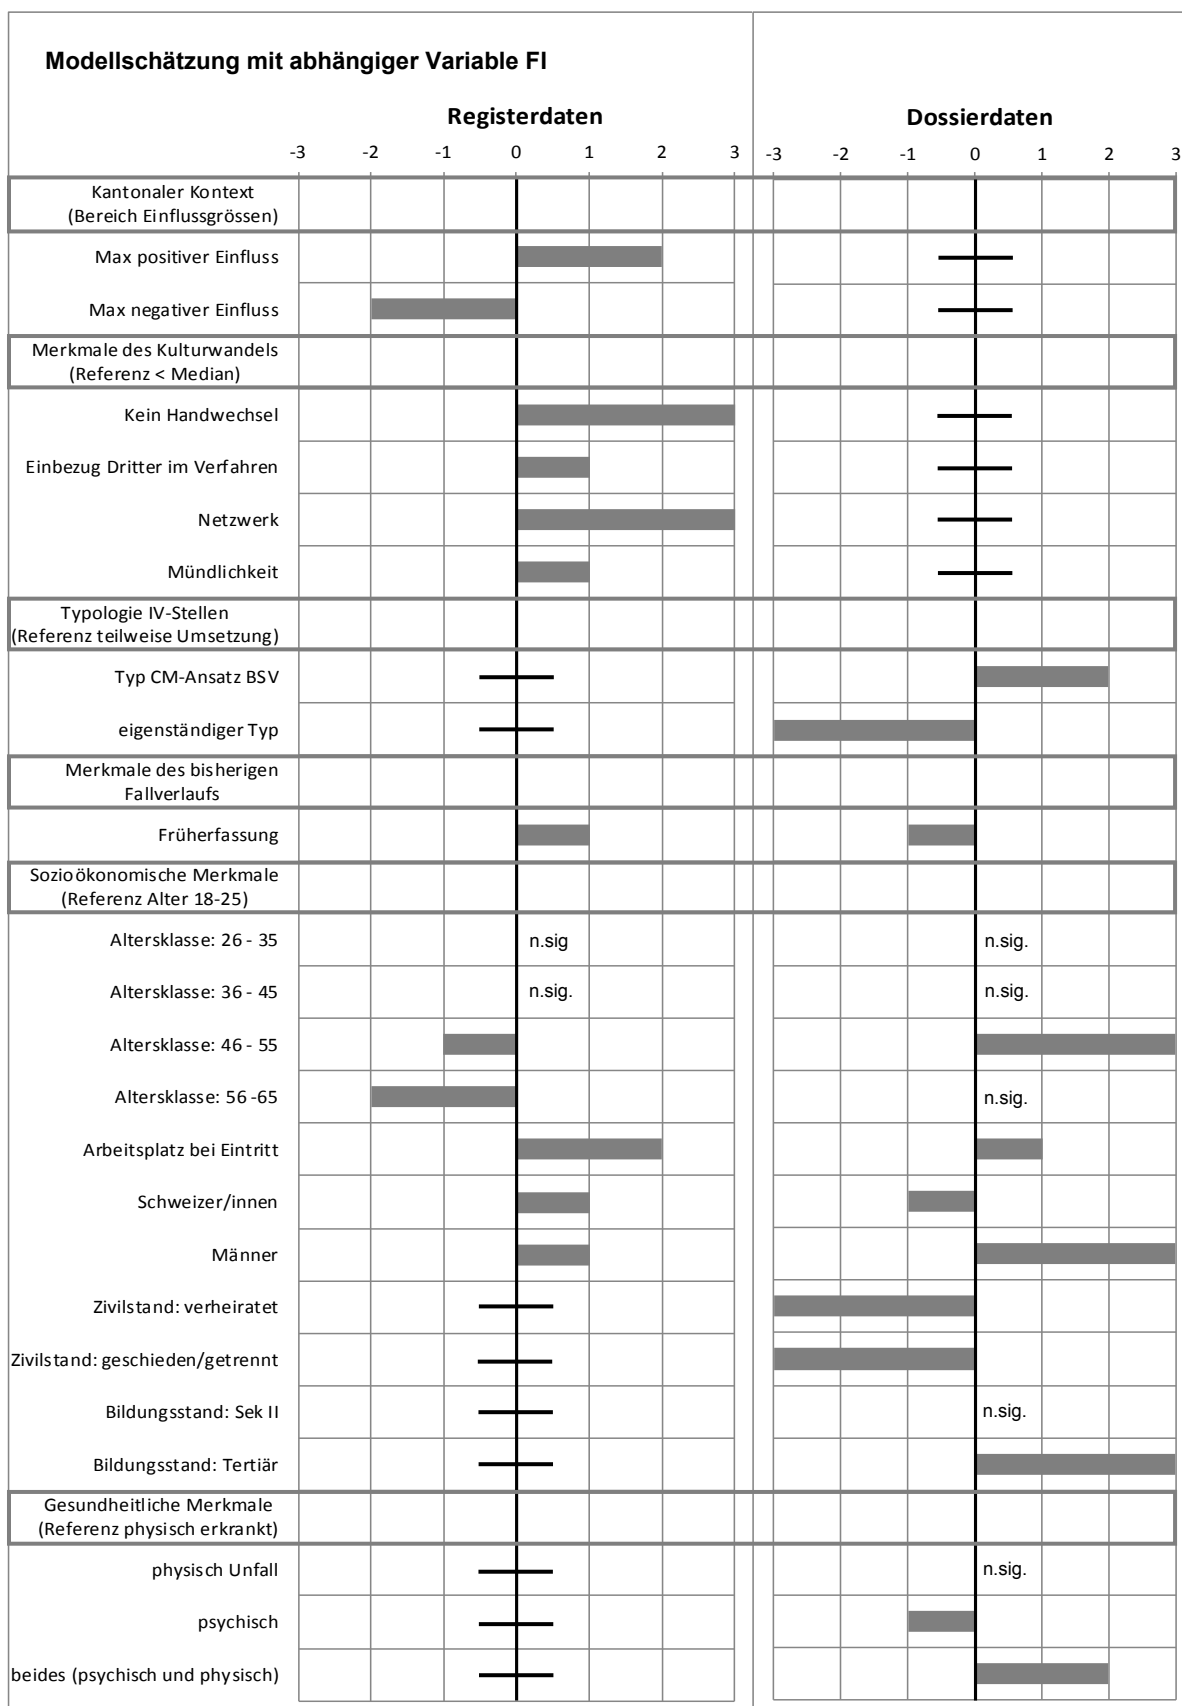 Modellschätzung mit abhängiger Variable FI
Registerdaten
Dossierdaten
-3 -2 -1 0 1 2 3
-3 -2 -1 0 1 2 3
Kantonaler Kontext
(Bereich Einflussgrössen)
Max positiver Einfluss
Max negativer Einfluss
Merkmale des Kulturwandels
(Referenz < Median)
Kein Handwechsel
Einbezug Dritter im Verfahren
Netzwerk
Mündlichkeit
Typologie IV-Stellen
(Referenz teilweise Umsetzung)
Typ CM-Ansatz BSV
eigenständiger Typ
Merkmale des bisherigen
Fallverlaufs
Früherfassung
Sozioökonomische Merkmale
(Referenz Alter 18-25)
Altersklasse: 26 - 35 n.sig n.sig.
Altersklasse: 36 - 45 n.sig. n.sig.
Altersklasse: 46 - 55
Altersklasse: 56 -65 n.sig.
Arbeitsplatz bei Eintritt
Schweizer/innen
Männer
Zivilstand: verheiratet
Zivilstand: geschieden/getrennt
Bildungsstand: Sek II n.sig.
Bildungsstand: Tertiär
Gesundheitliche Merkmale
(Referenz physisch erkrankt)
physisch Unfall n.sig.
psychisch
beides (psychisch und physisch)